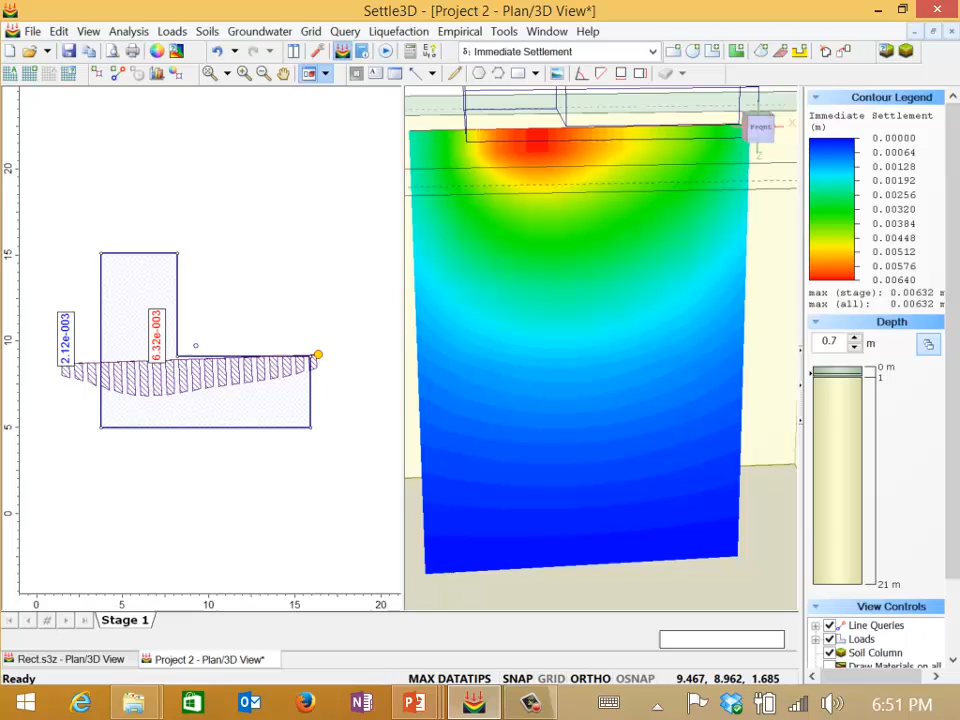 Settle3D - [Project 2 - Plan/3D View*]
File Edit View Analysis Loads Soils Groundwater Grid Query Liquefaction Empirical Tools Window Help
Immediate Settlement
20
15
10
5
0
2.12e-003
6.32e-003
0 5 10 15 20
Front
X
Z
Contour Legend
Immediate Settlement
(m)
0.00000
0.00064
0.00128
0.00192
0.00256
0.00320
0.00384
0.00448
0.00512
0.00576
0.00640
max (stage): 0.00632 m
max (all): 0.00632 m
Depth
0.7 m
0 m
1
21 m
View Controls
Line Queries
Loads
Soil Column
Draw Materials on all
Stage 1
Rect.s3z - Plan/3D View
Project 2 - Plan/3D View*
Ready
MAX DATATIPS SNAP GRID ORTHO OSNAP 9.467, 8.962, 1.685
6:51 PM